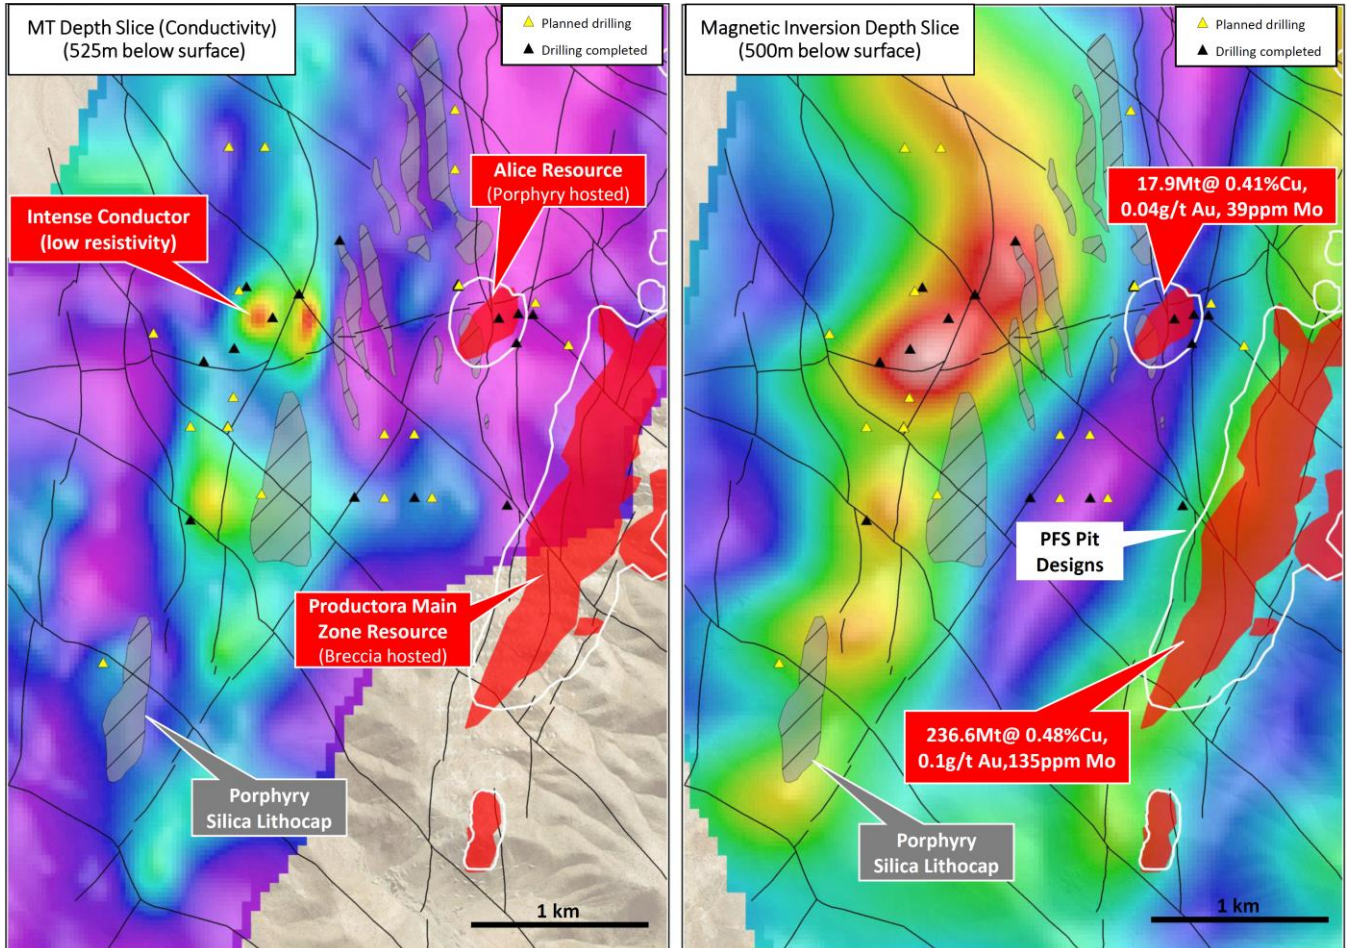 MT Depth Slice (Conductivity)
(525m below surface)
Planned drilling
Drilling completed
Alice Resource
(Porphyry hosted)
Intense Conductor
(low resistivity)
Productora Main
Zone Resource
(Breccia hosted)
Porphyry
Silica Lithocap
1 km
Magnetic Inversion Depth Slice
(500m below surface)
Planned drilling
Drilling completed
17.9Mt@ 0.41%Cu,
0.04g/t Au, 39ppm Mo
PFS Pit
Designs
236.6Mt@ 0.48%Cu,
0.1g/t Au,135ppm Mo
Porphyry
Silica Lithocap
1 km